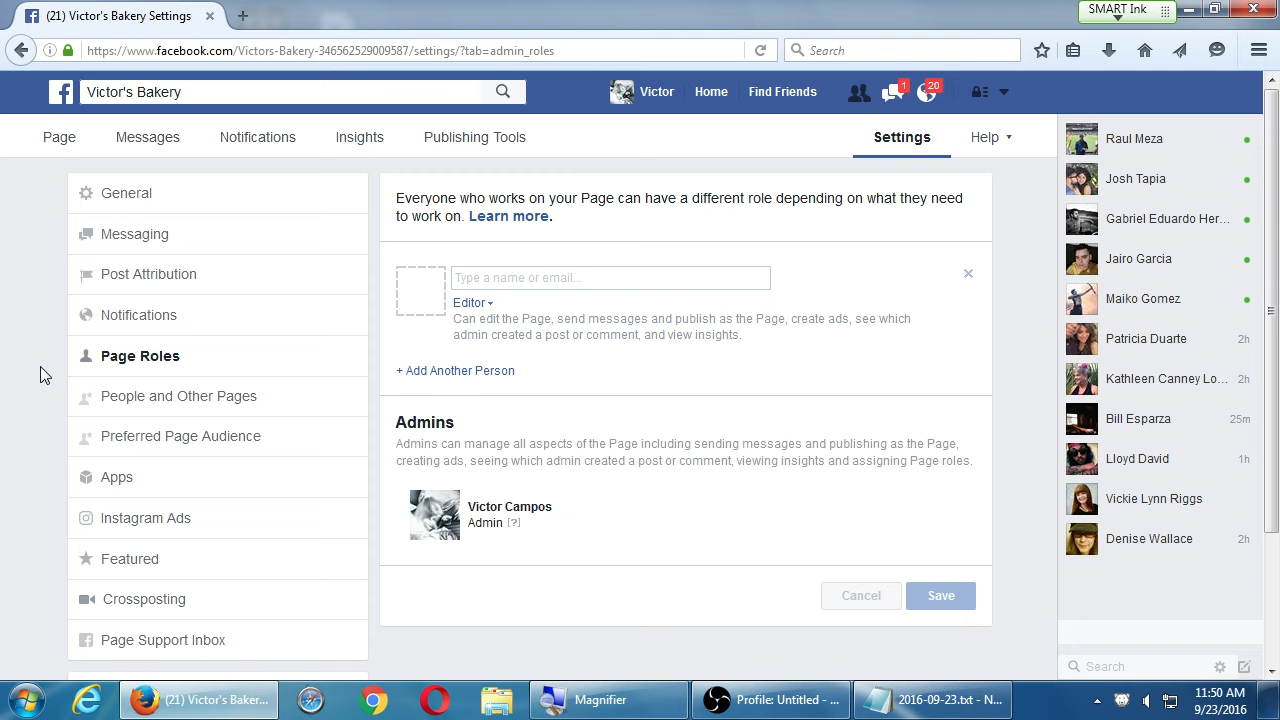 (21) Victor's Bakery Settings
SMART Ink
https://www.facebook.com/Victors-Bakery-346562529009587/settings/?tab=admin_roles
Search
Victor's Bakery
Victor
Home
Find Friends
1
20
Page
Messages
Notifications
Insights
Publishing Tools
Settings
Help
General
Messaging
Post Attribution
Notifications
Page Roles
People and Other Pages
Preferred Page Audience
Apps
Instagram Ads
Featured
Crossposting
Page Support Inbox
Everyone who works on your Page can have a different role depending on what they need
to work on. Learn more.
Type a name or email...
Editor
Can edit the Page, send messages and publish as the Page, create ads, see which
admin created a post or comment, and view insights.
+ Add Another Person
Admins
Admins can manage all aspects of the Page including sending messages and publishing as the Page,
creating ads, seeing which admin created a post or comment, viewing insights and assigning Page roles.
Victor Campos
Admin [?]
Cancel
Save
Raul Meza
Josh Tapia
Gabriel Eduardo Her...
Jaim Garcia
Maiko Gomez
Patricia Duarte 2h
Kathleen Canney Lo... 2h
Bill Esparza 25m
Lloyd David 1h
Vickie Lynn Riggs
Denise Wallace 2h
Search
(21) Victor's Baker...
Magnifier
Profile: Untitled - ...
2016-09-23.txt - N...
11:50 AM
9/23/2016